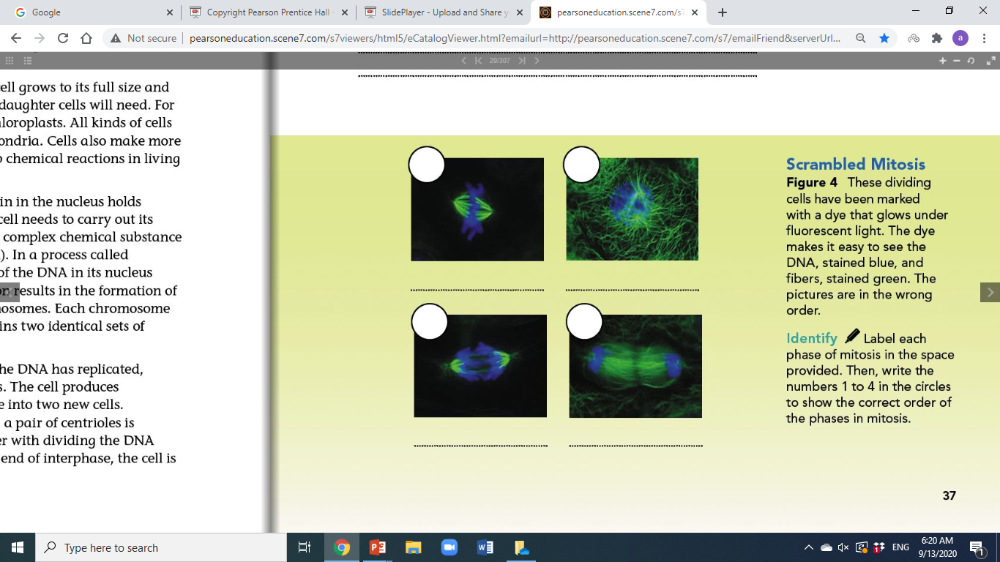 Google
Copyright Pearson Prentice Hall
SlidePlayer - Upload and Share y
pearsoneducation.scene7.com/s7
Not secure
pearsoneducation.scene7.com/s7viewers/html5/eCatalogViewer.html?emailurl=http://pearsoneducation.scene7.com/s7/emailFriend&serverUrl...
a
29/307
ell grows to its full size and
daughter cells will need. For
loroplasts. All kinds of cells
ondria. Cells also make more
o chemical reactions in living
in in the nucleus holds
cell needs to carry out its
complex chemical substance
). In a process called
of the DNA in its nucleus
on results in the formation of
osomes. Each chromosome
ins two identical sets of
he DNA has replicated,
s. The cell produces
e into two new cells.
a pair of centrioles is
er with dividing the DNA
end of interphase, the cell is
Scrambled Mitosis
Figure 4 These dividing
cells have been marked
with a dye that glows under
fluorescent light. The dye
makes it easy to see the
DNA, stained blue, and
fibers, stained green. The
pictures are in the wrong
order.
Identify Label each
phase of mitosis in the space
provided. Then, write the
numbers 1 to 4 in the circles
to show the correct order of
the phases in mitosis.
37
Type here to search
ENG
6:20 AM
9/13/2020
1
1